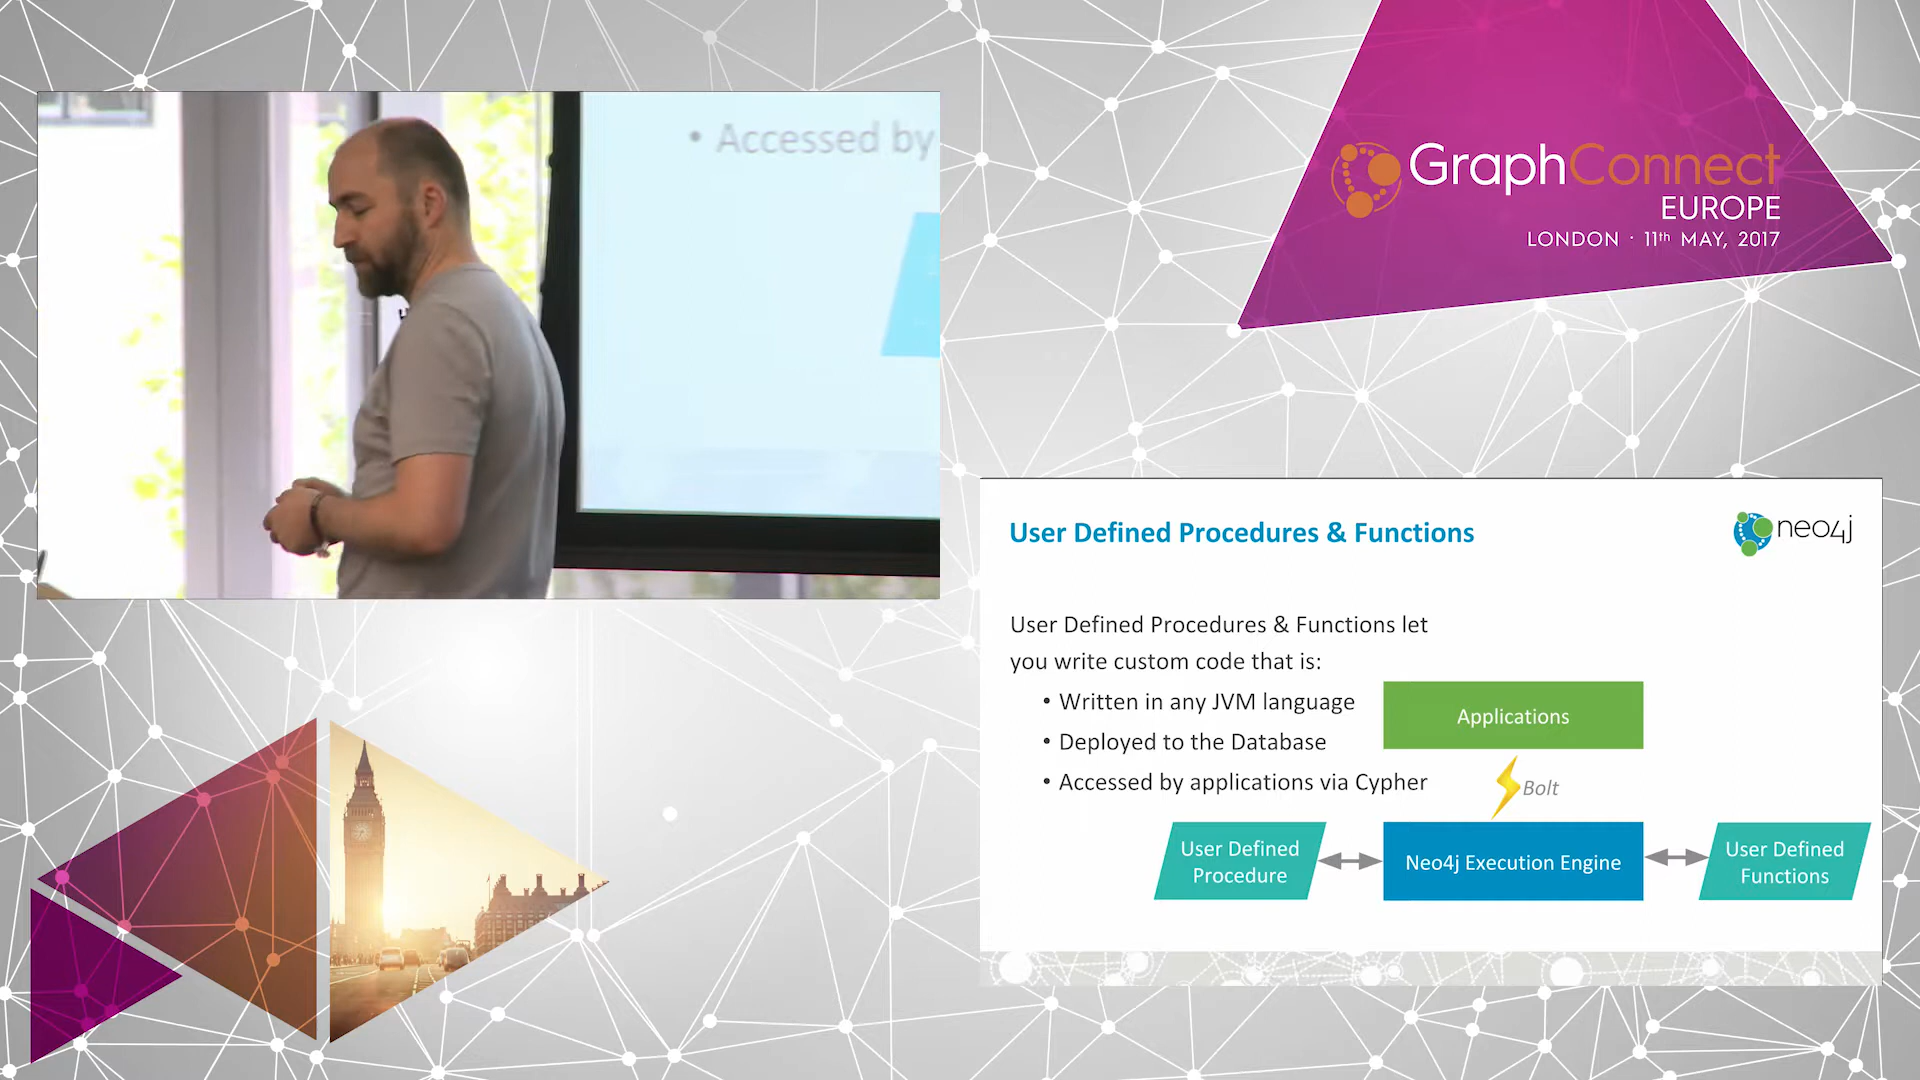 • Accessed by
GraphConnect
EUROPE
LONDON · 11th MAY, 2017
User Defined Procedures & Functions
neo4j
User Defined Procedures & Functions let
you write custom code that is:
• Written in any JVM language
• Deployed to the Database
• Accessed by applications via Cypher
Applications
Bolt
User Defined
Procedure
Neo4j Execution Engine
User Defined
Functions